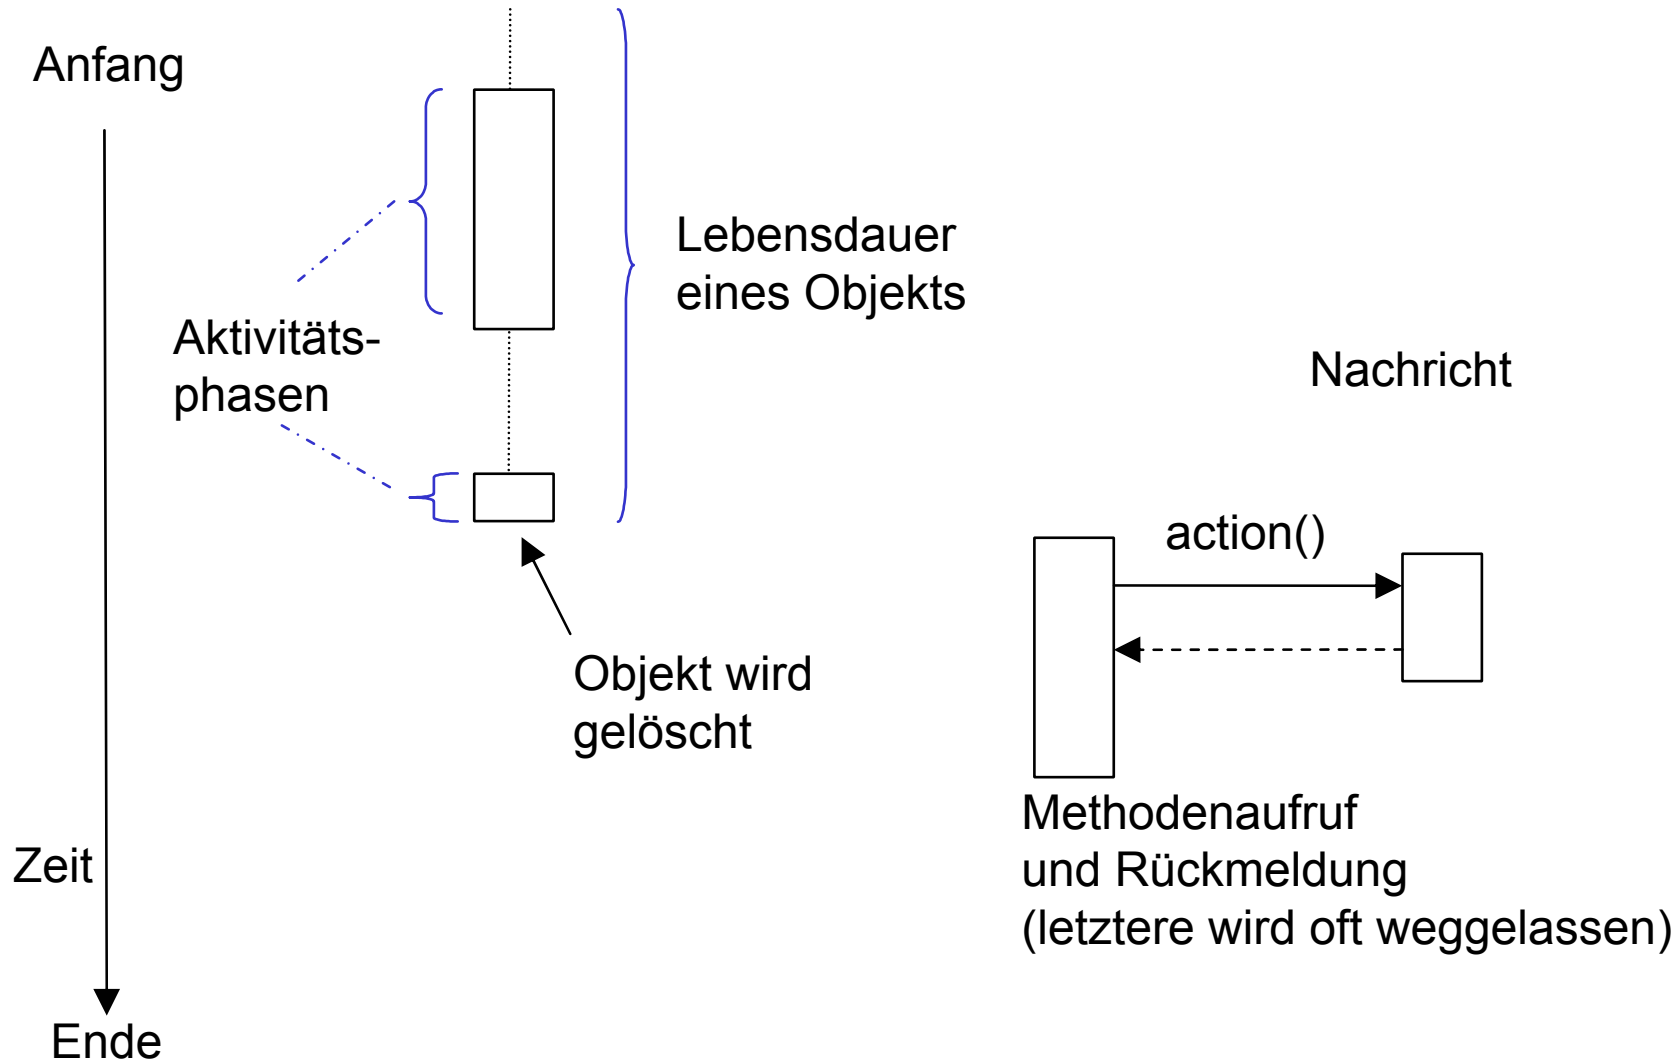 Anfang
Lebensdauer
eines Objekts
Aktivitäts-
phasen
Nachricht
action()
Objekt wird
gelöscht
Methodenaufruf
und Rückmeldung
(letztere wird oft weggelassen)
Zeit
Ende